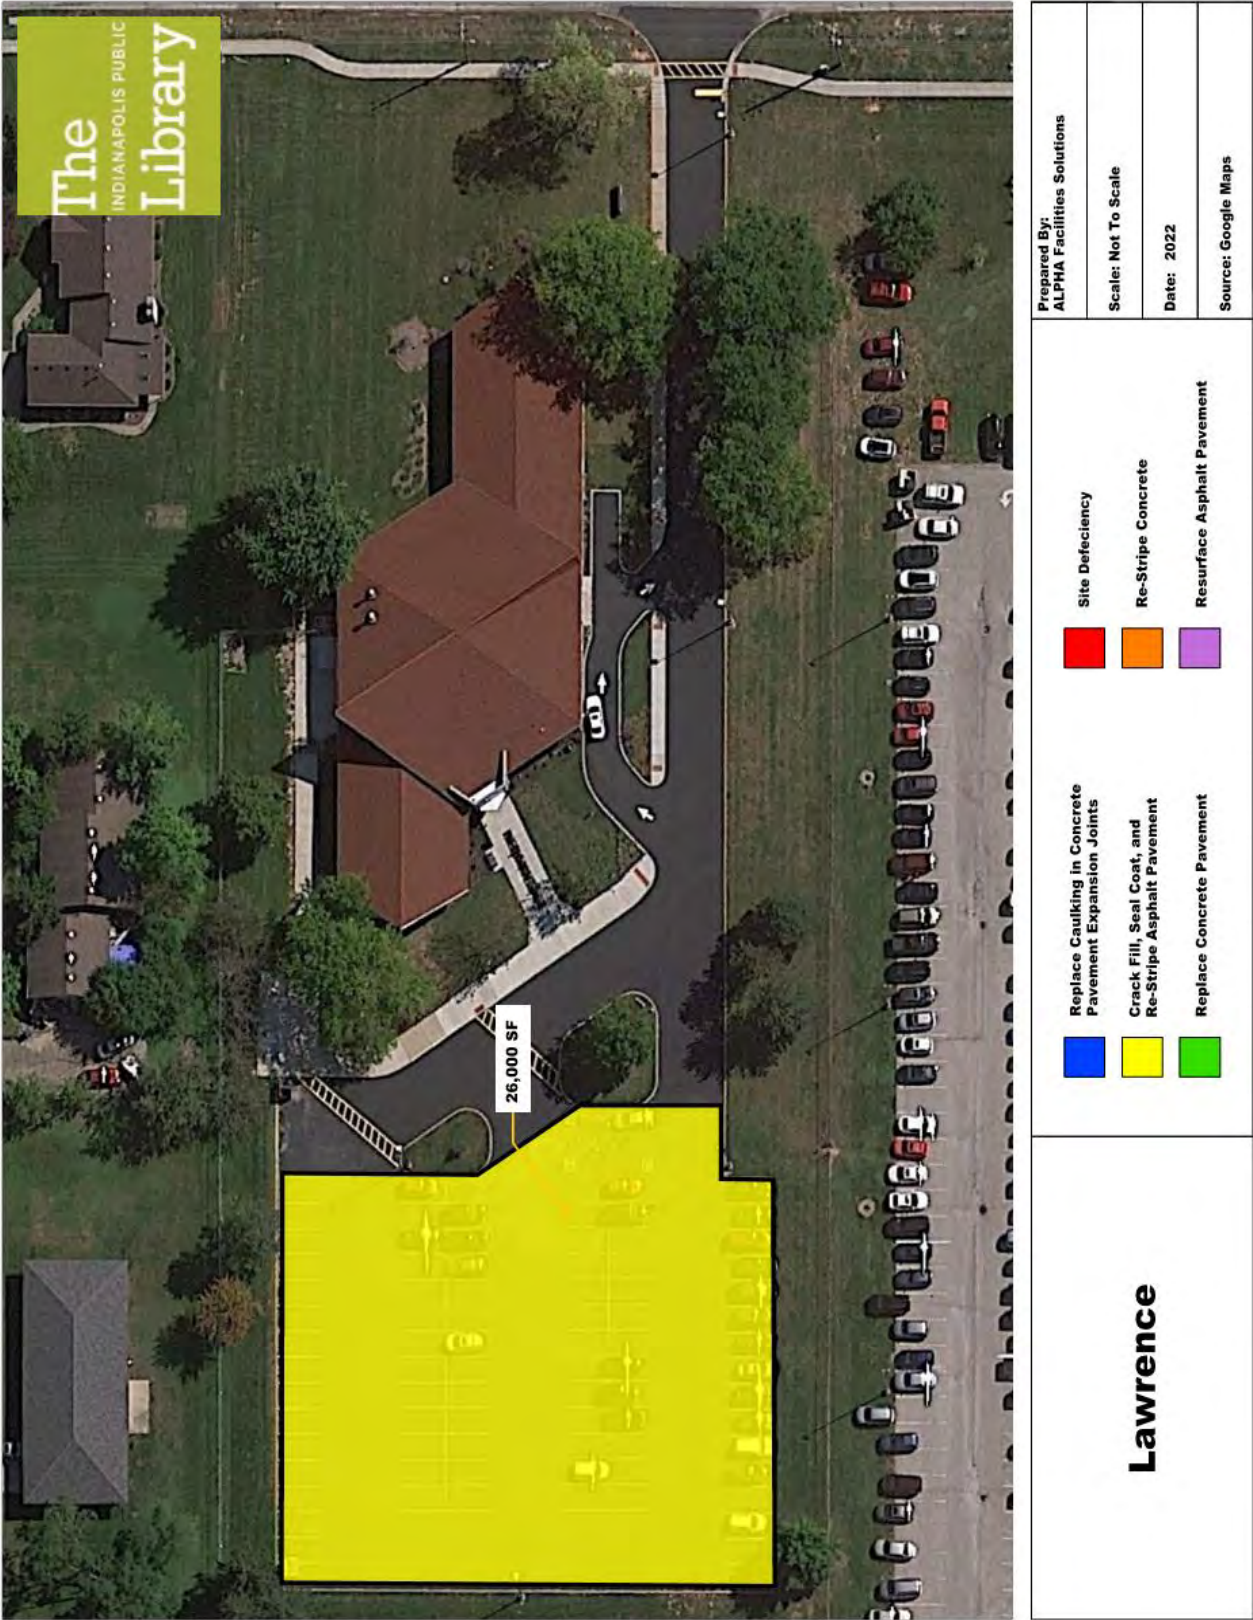 The
INDIANAPOLIS PUBLIC
Library
26,000 SF
Lawrence
Replace Caulking in Concrete
Pavement Expansion Joints
Crack Fill, Seal Coat, and
Re-Stripe Asphalt Pavement
Replace Concrete Pavement
Site Defeciency
Re-Stripe Concrete
Resurface Asphalt Pavement
Prepared By:
ALPHA Facilities Solutions
Scale: Not To Scale
Date: 2022
Source: Google Maps